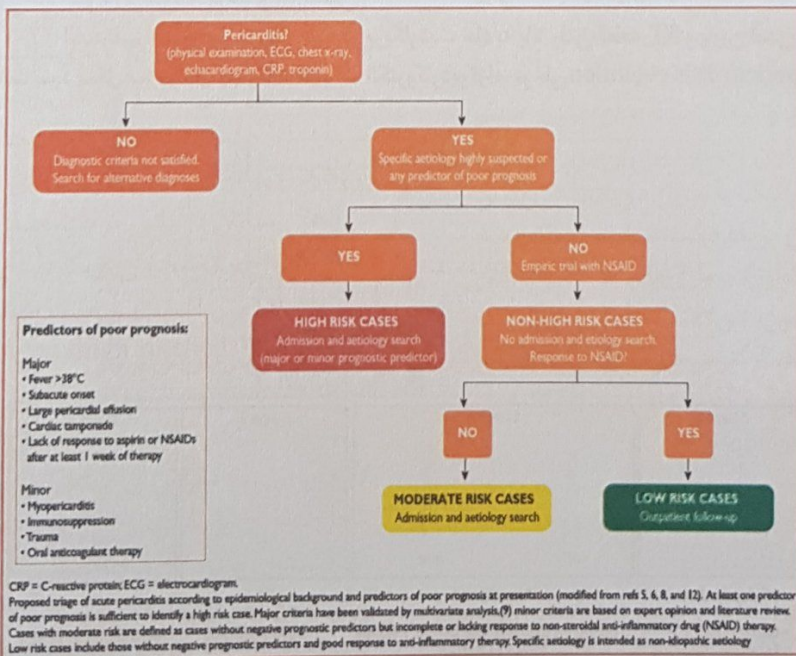 Pericarditis?
(physical examination, ECG, chest x-ray,
echacardiogram, CRP, troponin)
NO
Diagnostic criteria not satisfied.
Search for alternative diagnoses
YES
Specific aetiology highly suspected or
any predictor of poor prognosis
YES
NO
Empiric trial with NSAID
HIGH RISK CASES
Admission and aetiology search
(major or minor prognostic predictor)
NON-HIGH RISK CASES
No admission and etiology search
Response to NSAID?
NO
YES
MODERATE RISK CASES
Admission and aetiology search
LOW RISK CASES
Outpatient follow-up
Predictors of poor prognosis:
Major
• Fever >38°C
• Subacute onset
• Large pericardial effusion
• Cardiac tamponade
• Lack of response to aspirin or NSAIDs
after at least 1 week of therapy
Minor
• Myopericarditis
• Immunosuppression
• Trauma
• Oral anticoagulant therapy
CRP = C-reactive protein; ECG = electrocardiogram.
Proposed triage of acute pericarditis according to epidemiological background and predictors of poor prognosis at presentation (modified from refs 5, 6, 8, and 12). At least one predictor
of poor prognosis is sufficient to identify a high risk case. Major criteria have been validated by multivariate analysis,(9) minor criteria are based on expert opinion and literature review.
Cases with moderate risk are defined as cases without negative prognostic predictors but incomplete or lacking response to non-steroidal anti-inflammatory drug (NSAID) therapy.
Low risk cases include those without negative prognostic predictors and good response to anti-inflammatory therapy. Specific aetiology is intended as non-idiopathic aetiology